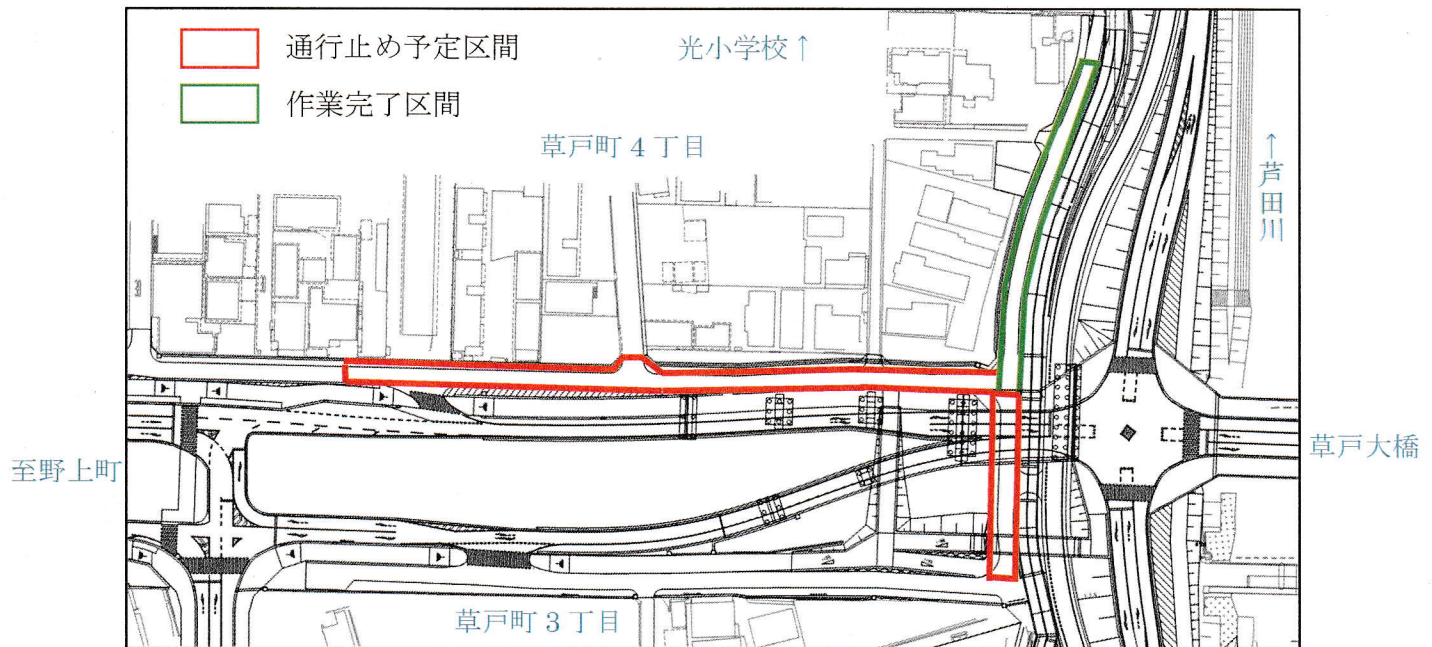 通行止め予定区間
光小学校↑
作業完了区間
草戸町4丁目
↑芦田川
至野上町
草戸大橋
草戸町3丁目